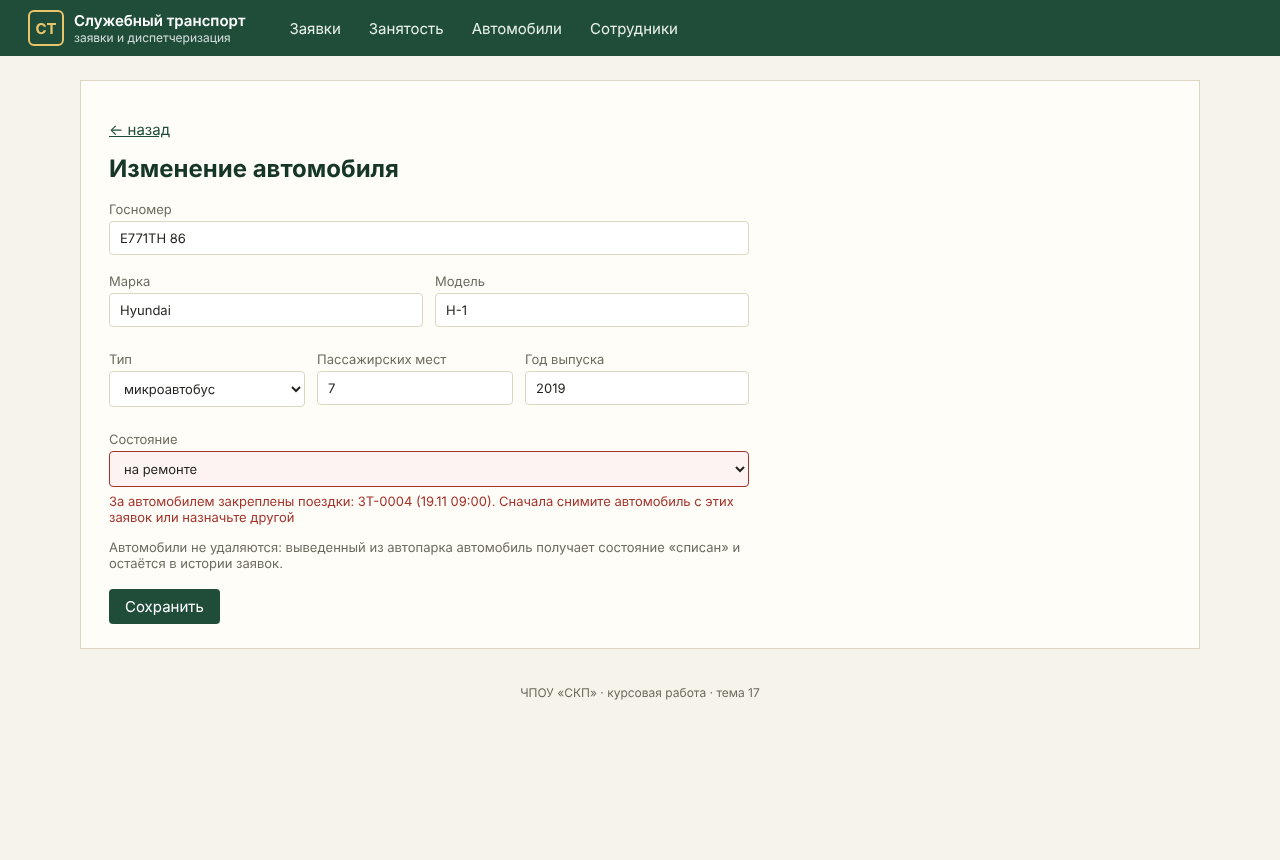 СТ
Служебный транспорт
заявки и диспетчеризация
Заявки
Занятость
Автомобили
Сотрудники
← назад
Изменение автомобиля
Госномер
Е771ТН 86
Марка
Модель
Hyundai
H-1
Тип
Пассажирских мест
Год выпуска
микроавтобус
7
2019
Состояние
на ремонте
За автомобилем закреплены поездки: ЗТ-0004 (19.11 09:00). Сначала снимите автомобиль с этих
заявок или назначьте другой
Автомобили не удаляются: выведенный из автопарка автомобиль получает состояние «списан» и
остаётся в истории заявок.
Сохранить
ЧПОУ «СКП» · курсовая работа · тема 17